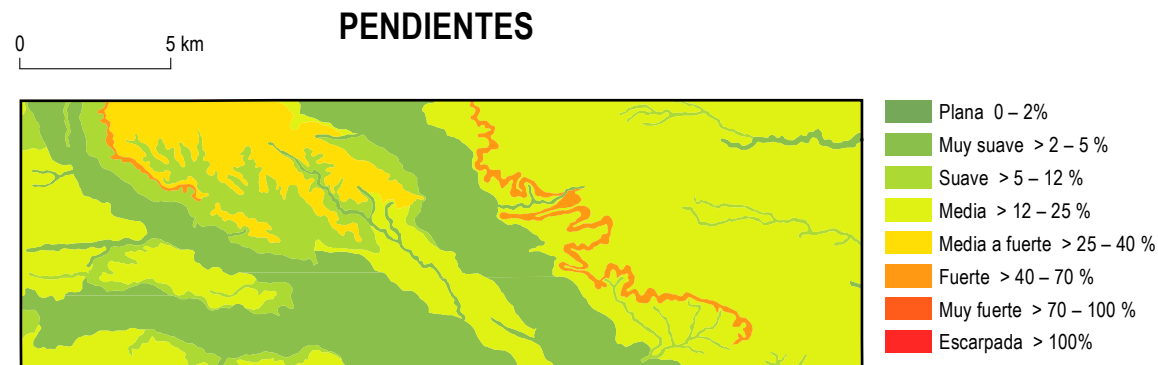 PENDIENTES
0 5 km
Plana 0 – 2%
Muy suave > 2 – 5 %
Suave > 5 – 12 %
Media > 12 – 25 %
Media a fuerte > 25 – 40 %
Fuerte > 40 – 70 %
Muy fuerte > 70 – 100 %
Escarpada > 100%